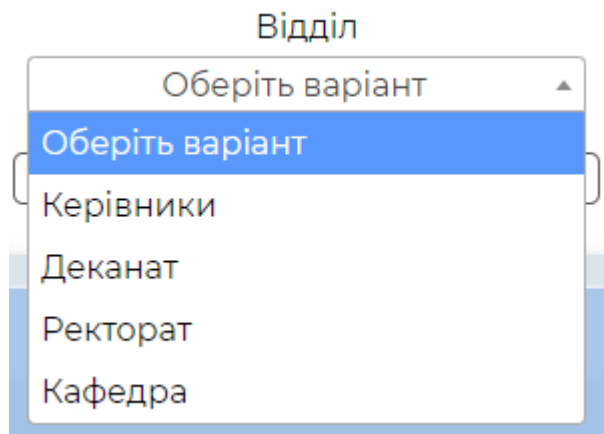 Відділ
Оберіть варіант
Оберіть варіант
Керівники
Деканат
Ректорат
Кафедра